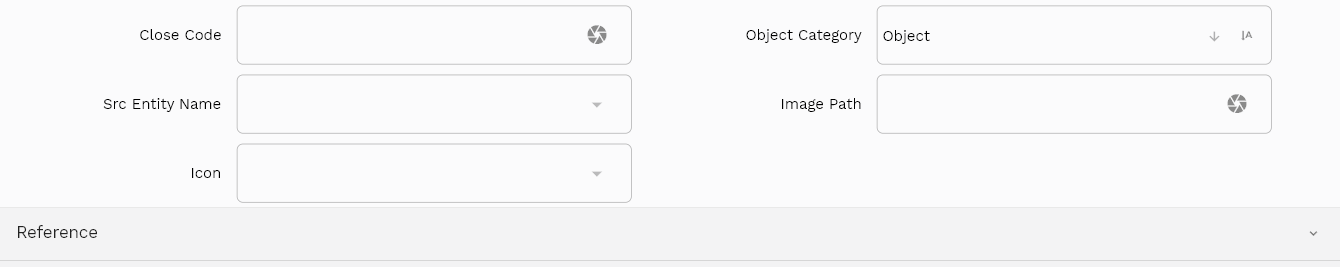 Close Code
Object Category
Object
Src Entity Name
Image Path
Icon
Reference